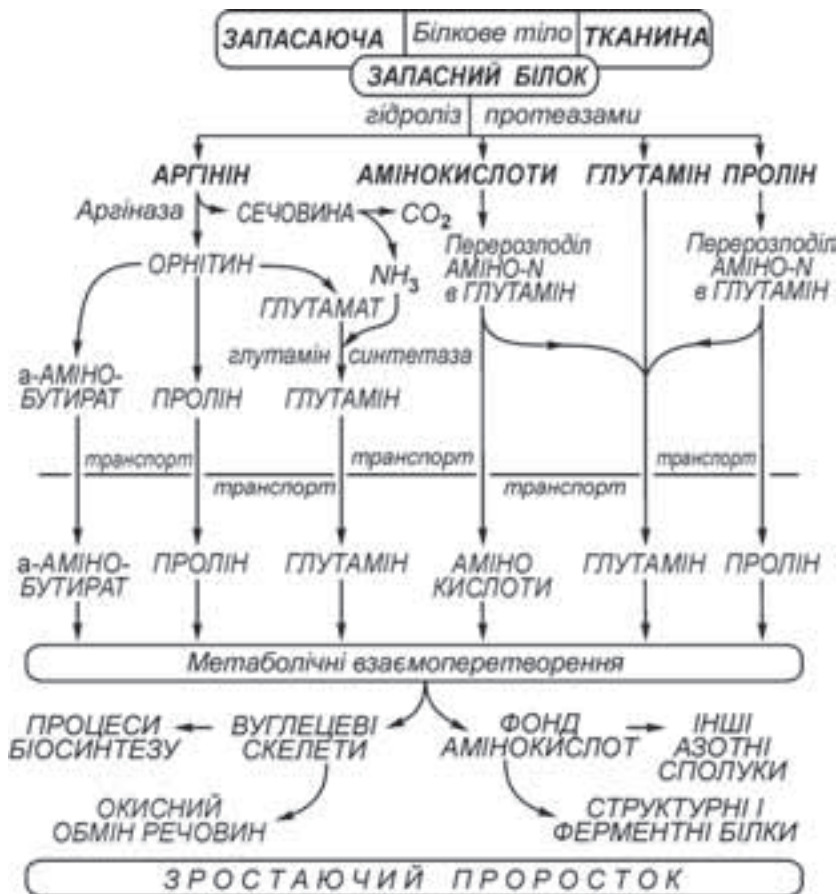 ЗАПАСАЮЧА Білкове тіло ТКАНИНА
ЗАПАСНИЙ БІЛОК
гідроліз протеазами
АРГІНІН АМІНОКИСЛОТИ ГЛУТАМІН ПРОЛІН
Аргіназа СЕЧОВИНА CO₂
Перерозподіл
АМІНО-N
в ГЛУТАМІН
Перерозподіл
АМІНО-N
в ГЛУТАМІН
ОРНІТИН
NH₃
ГЛУТАМАТ
глутамін синтетаза
а-АМІНО-
БУТИРАТ
ПРОЛІН
ГЛУТАМІН
транспорт транспорт транспорт
транспорт транспорт
а-АМІНО-
БУТИРАТ
ПРОЛІН
ГЛУТАМІН
АМІНО
КИСЛОТИ
ГЛУТАМІН
ПРОЛІН
Метаболічні взаємоперетворення
ПРОЦЕСИ
БІОСИНТЕЗУ
ВУГЛЕЦЕВІ
СКЕЛЕТИ
ФОНД
АМІНОКИСЛОТ
ІНШІ
АЗОТНІ
СПОЛУКИ
ОКИСНИЙ
ОБМІН РЕЧОВИН
СТРУКТУРНІ І
ФЕРМЕНТНІ БІЛКИ
ЗРОСТАЮЧИЙ ПРОРОСТОК